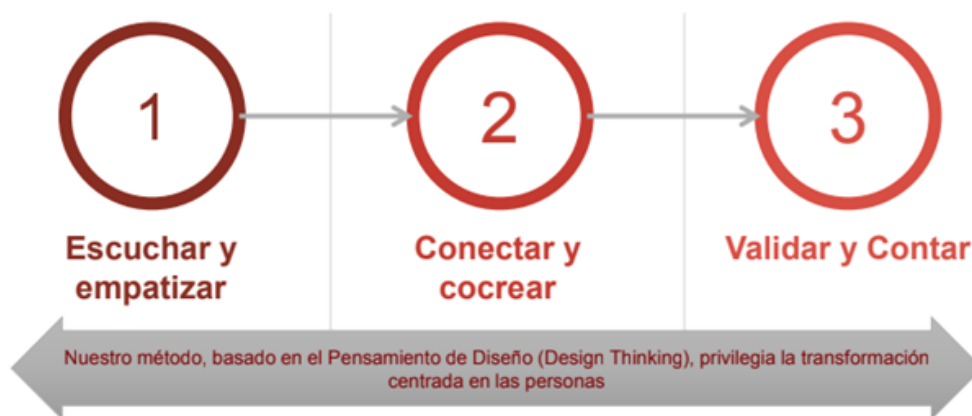 1
2
3
Escuchar y
empatizar
Conectar y
cocrear
Validar y Contar
Nuestro método, basado en el Pensamiento de Diseño (Design Thinking), privilegia la transformación
centrada en las personas